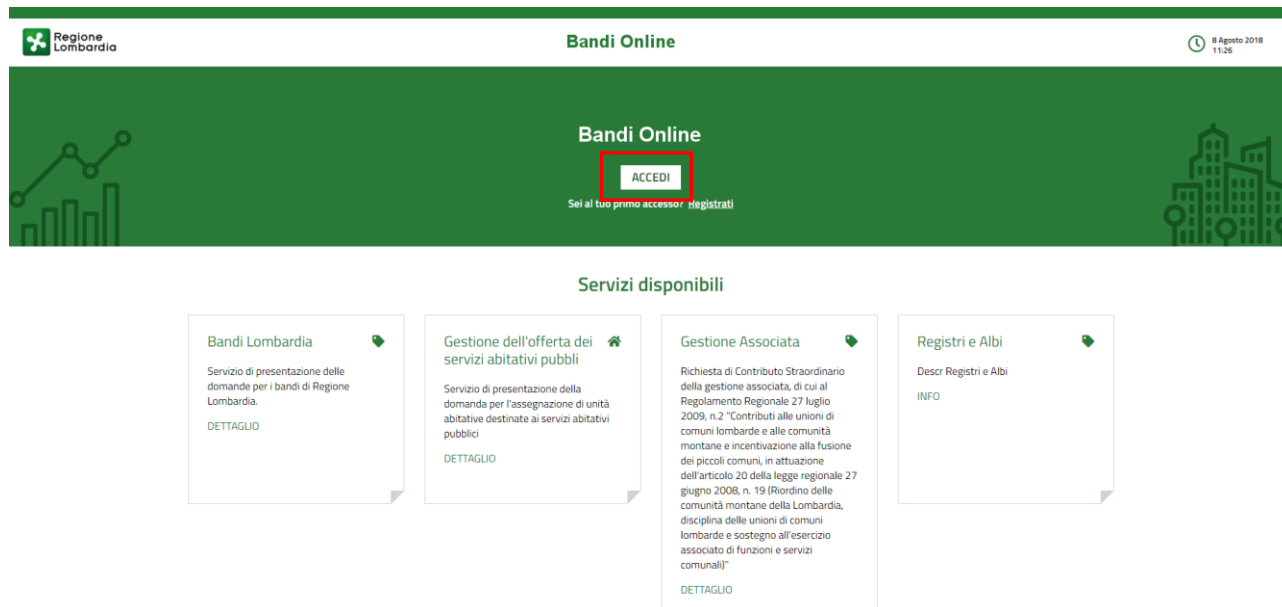 Regione
Lombardia
Bandi Online
8 Agosto 2018
11:26
Bandi Online
ACCEDI
Sei al tuo primo accesso? Registrati
Servizi disponibili
Bandi Lombardia
Servizio di presentazione delle
domande per i bandi di Regione
Lombardia.
DETTAGLIO
Gestione dell'offerta dei
servizi abitativi pubbli
Servizio di presentazione della
domanda per l'assegnazione di unità
abitative destinate ai servizi abitativi
pubblici
DETTAGLIO
Gestione Associata
Richiesta di Contributo Straordinario
della gestione associata, di cui al
Regolamento Regionale 27 luglio
2009, n.2 "Contributi alle unioni di
comuni lombarde e alle comunità
montane e incentivazione alla fusione
dei piccoli comuni, in attuazione
dell'articolo 20 della legge regionale 27
giugno 2008, n. 19 (Riordino delle
comunità montane della Lombardia,
disciplina delle unioni di comuni
lombarde e sostegno all'esercizio
associato di funzioni e servizi
comunali)"
DETTAGLIO
Registri e Albi
Descr Registri e Albi
INFO